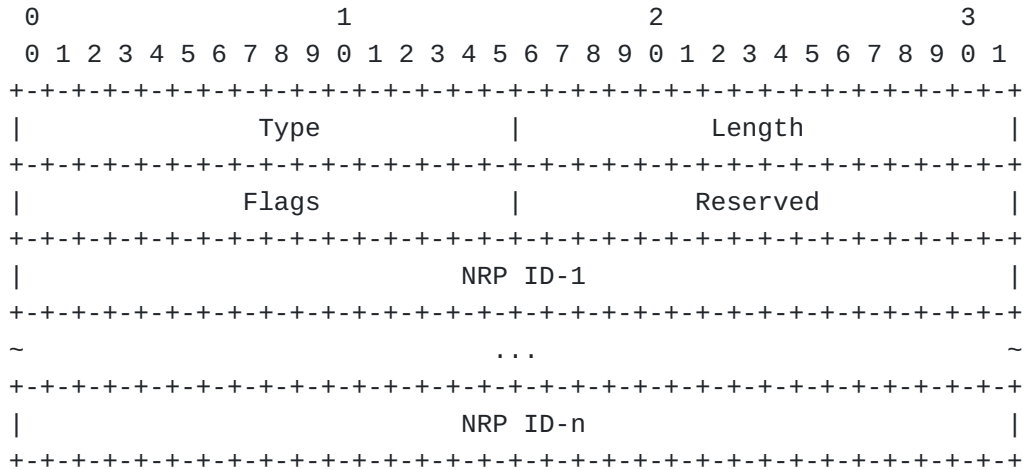 0                   1                   2                   3
 0 1 2 3 4 5 6 7 8 9 0 1 2 3 4 5 6 7 8 9 0 1 2 3 4 5 6 7 8 9 0 1
+-+-+-+-+-+-+-+-+-+-+-+-+-+-+-+-+-+-+-+-+-+-+-+-+-+-+-+-+-+-+-+-+
|               Type            |            Length             |
+-+-+-+-+-+-+-+-+-+-+-+-+-+-+-+-+-+-+-+-+-+-+-+-+-+-+-+-+-+-+-+-+
|              Flags            |           Reserved            |
+-+-+-+-+-+-+-+-+-+-+-+-+-+-+-+-+-+-+-+-+-+-+-+-+-+-+-+-+-+-+-+-+
|                            NRP ID-1                           |
+-+-+-+-+-+-+-+-+-+-+-+-+-+-+-+-+-+-+-+-+-+-+-+-+-+-+-+-+-+-+-+-+
~                              ...                              ~
+-+-+-+-+-+-+-+-+-+-+-+-+-+-+-+-+-+-+-+-+-+-+-+-+-+-+-+-+-+-+-+-+
|                            NRP ID-n                           |
+-+-+-+-+-+-+-+-+-+-+-+-+-+-+-+-+-+-+-+-+-+-+-+-+-+-+-+-+-+-+-+-+